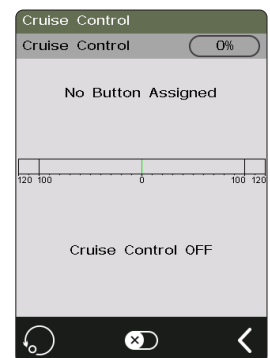 Cruise Control
Cruise Control 0%
No Button Assigned
120 100 0 100 120
Cruise Control OFF